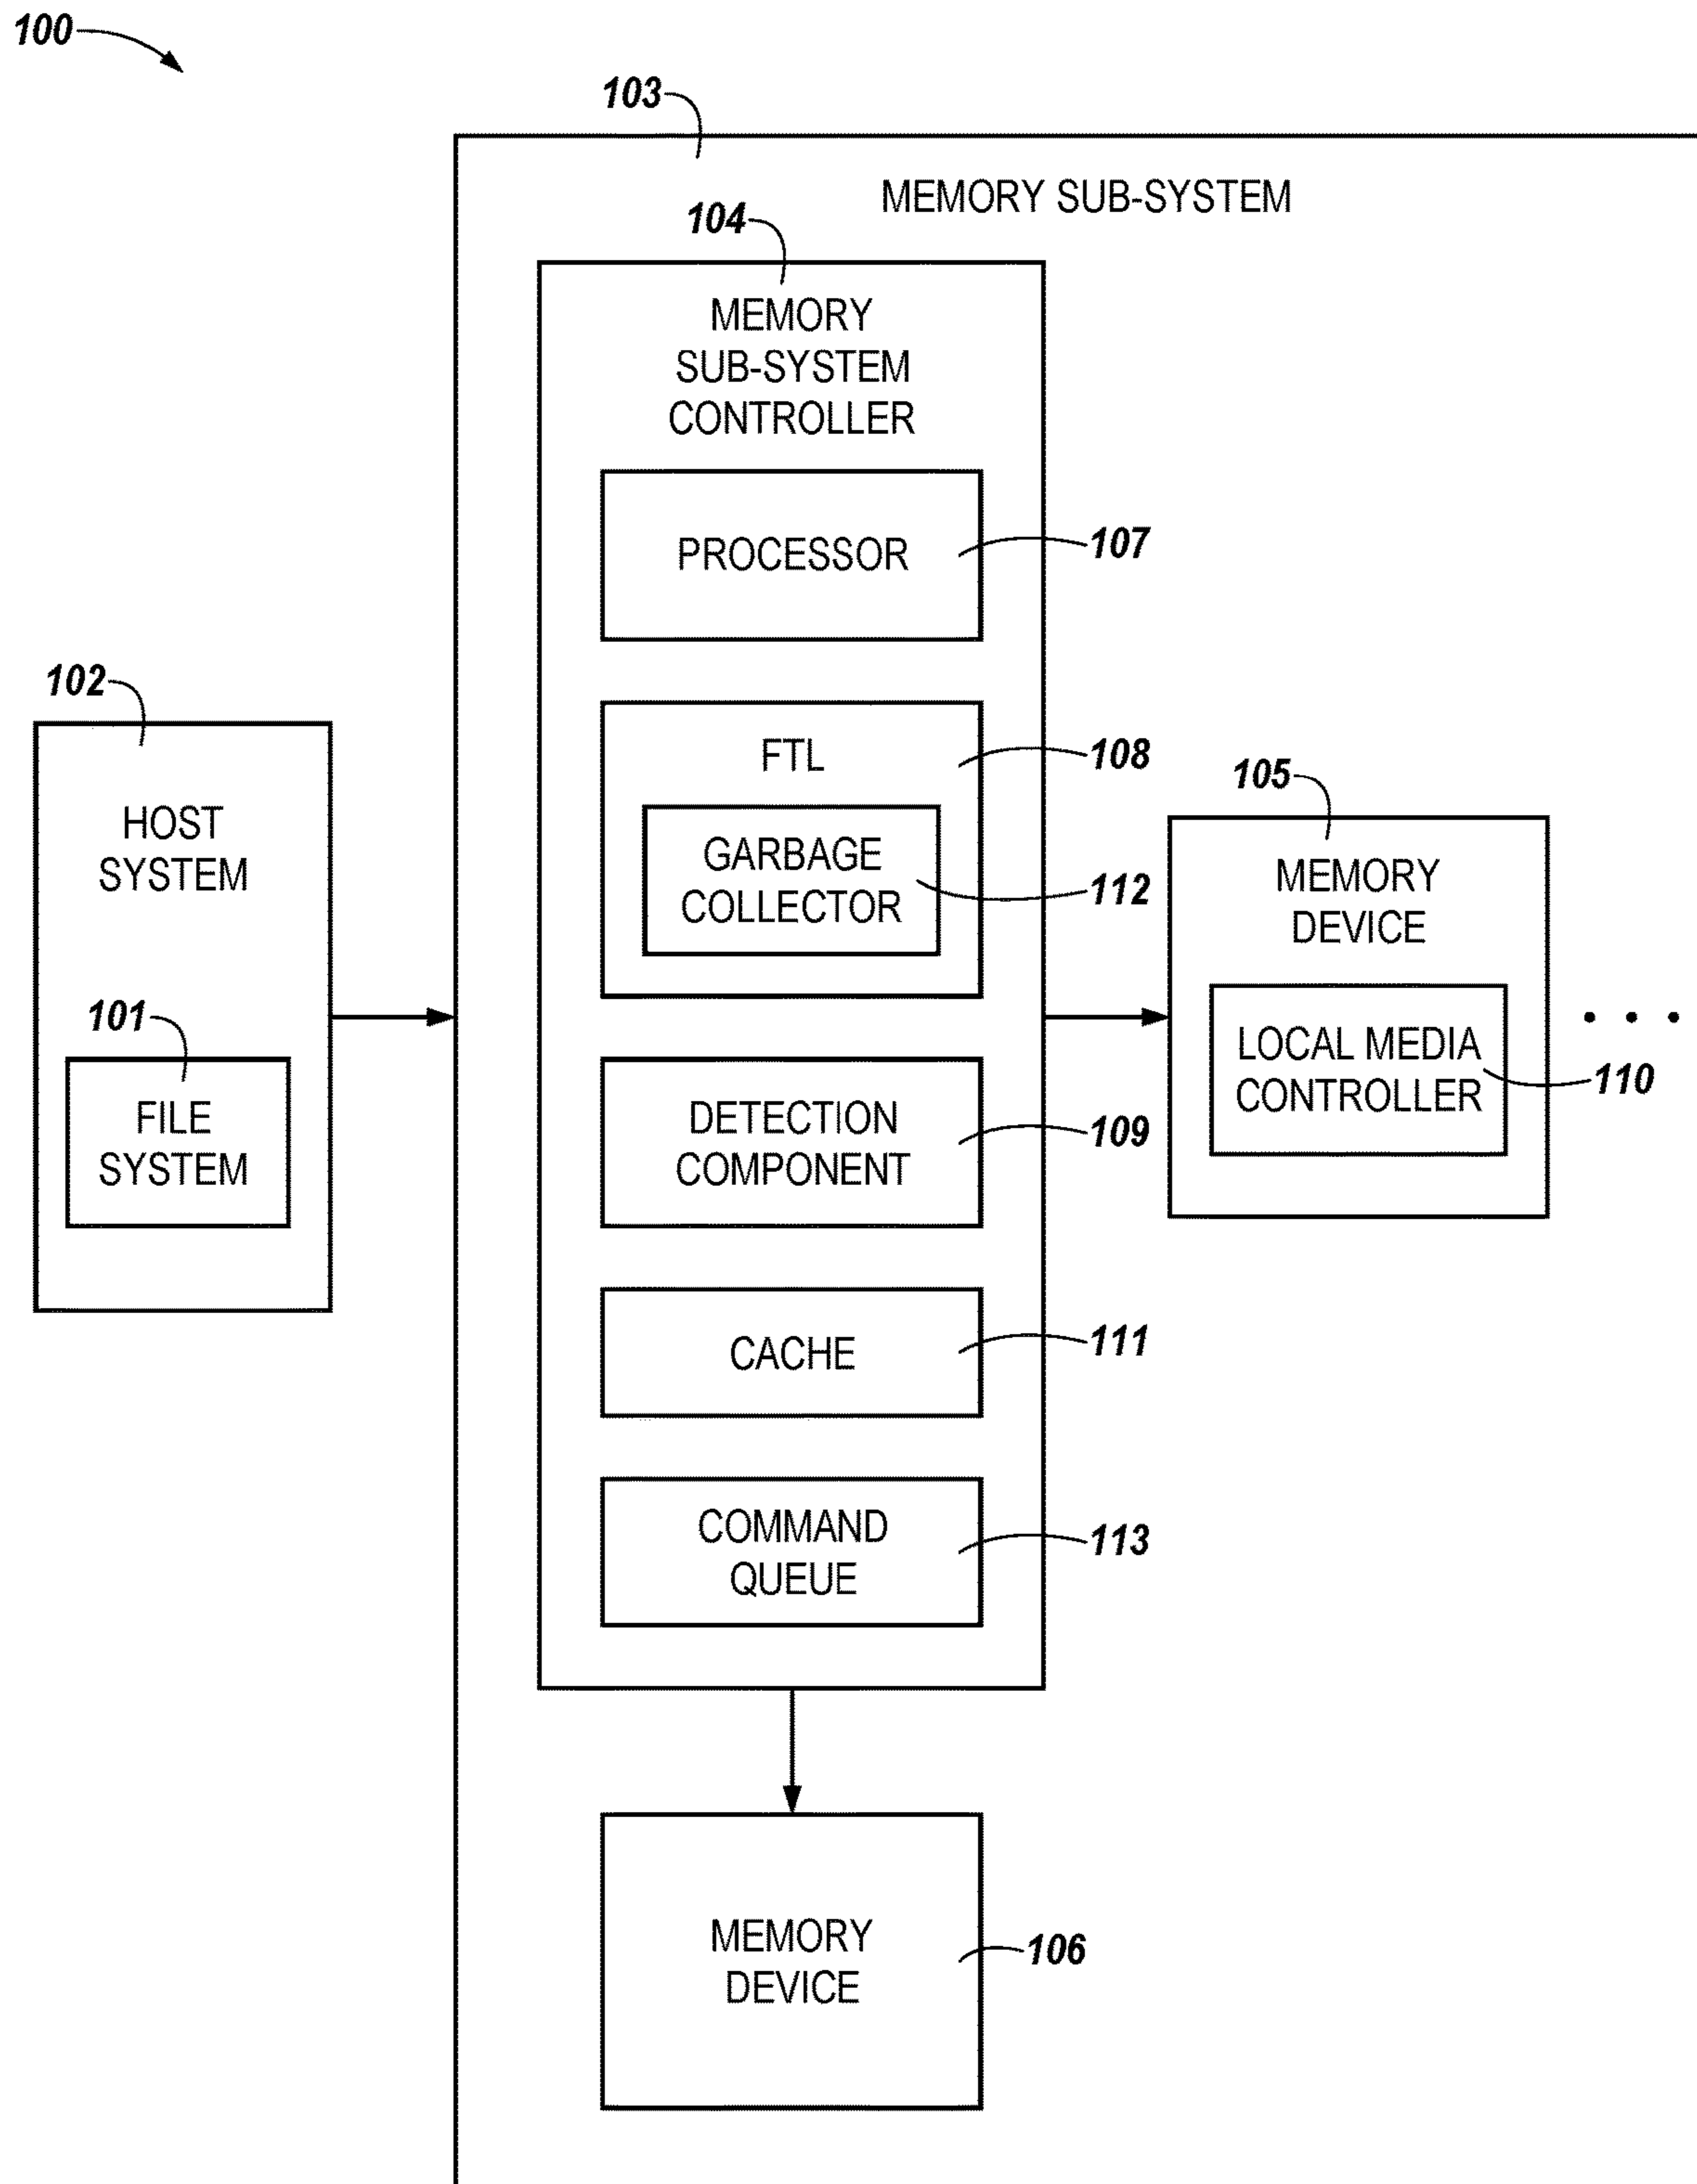 100
103
MEMORY SUB-SYSTEM
104
MEMORY
SUB-SYSTEM
CONTROLLER
PROCESSOR
107
102
HOST
SYSTEM
101
FILE
SYSTEM
FTL
108
GARBAGE
COLLECTOR
112
105
MEMORY
DEVICE
LOCAL MEDIA
CONTROLLER
110
DETECTION
COMPONENT
109
CACHE
111
COMMAND
QUEUE
113
MEMORY
DEVICE
106